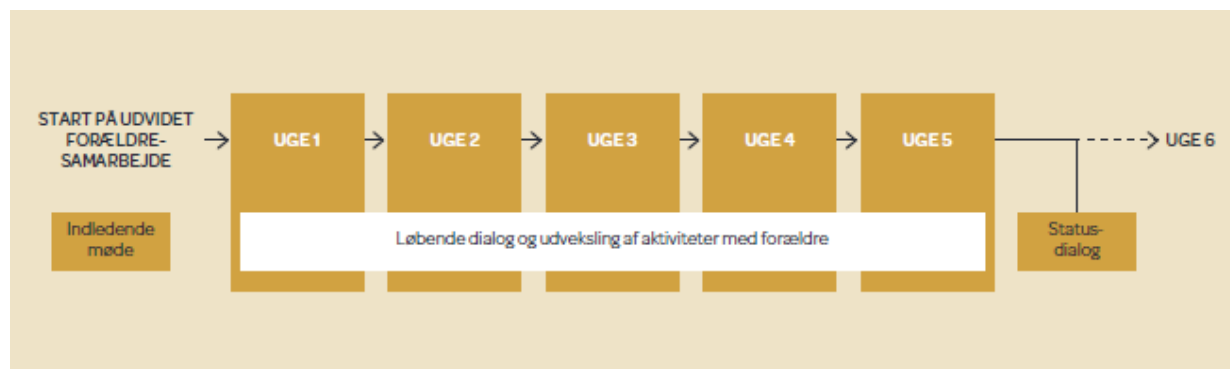 START PÅ UDVIDET
FORÆLDRE-
SAMARBEJDE
UGE 1
UGE 2
UGE 3
UGE 4
UGE 5
UGE 6
Indledende
møde
Løbende dialog og udveksling af aktiviteter med forældre
Status-
dialog